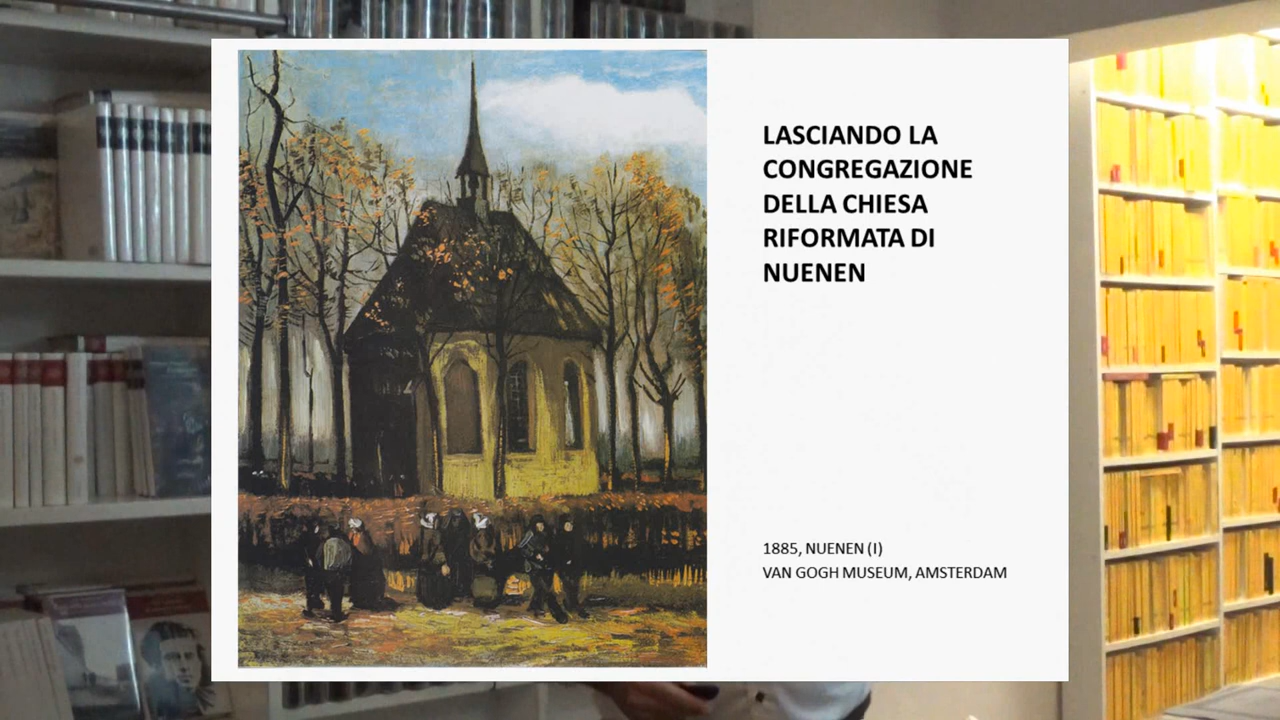 LASCIANDO LA
CONGREGAZIONE
DELLA CHIESA
RIFORMATA DI
NUENEN
1885, NUENEN (I)
VAN GOGH MUSEUM, AMSTERDAM